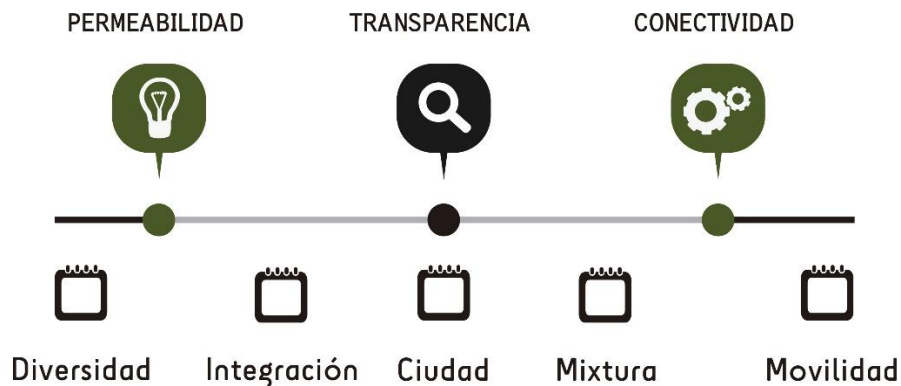 PERMEABILIDAD TRANSPARENCIA CONECTIVIDAD
Diversidad Integración Ciudad Mixtura Movilidad